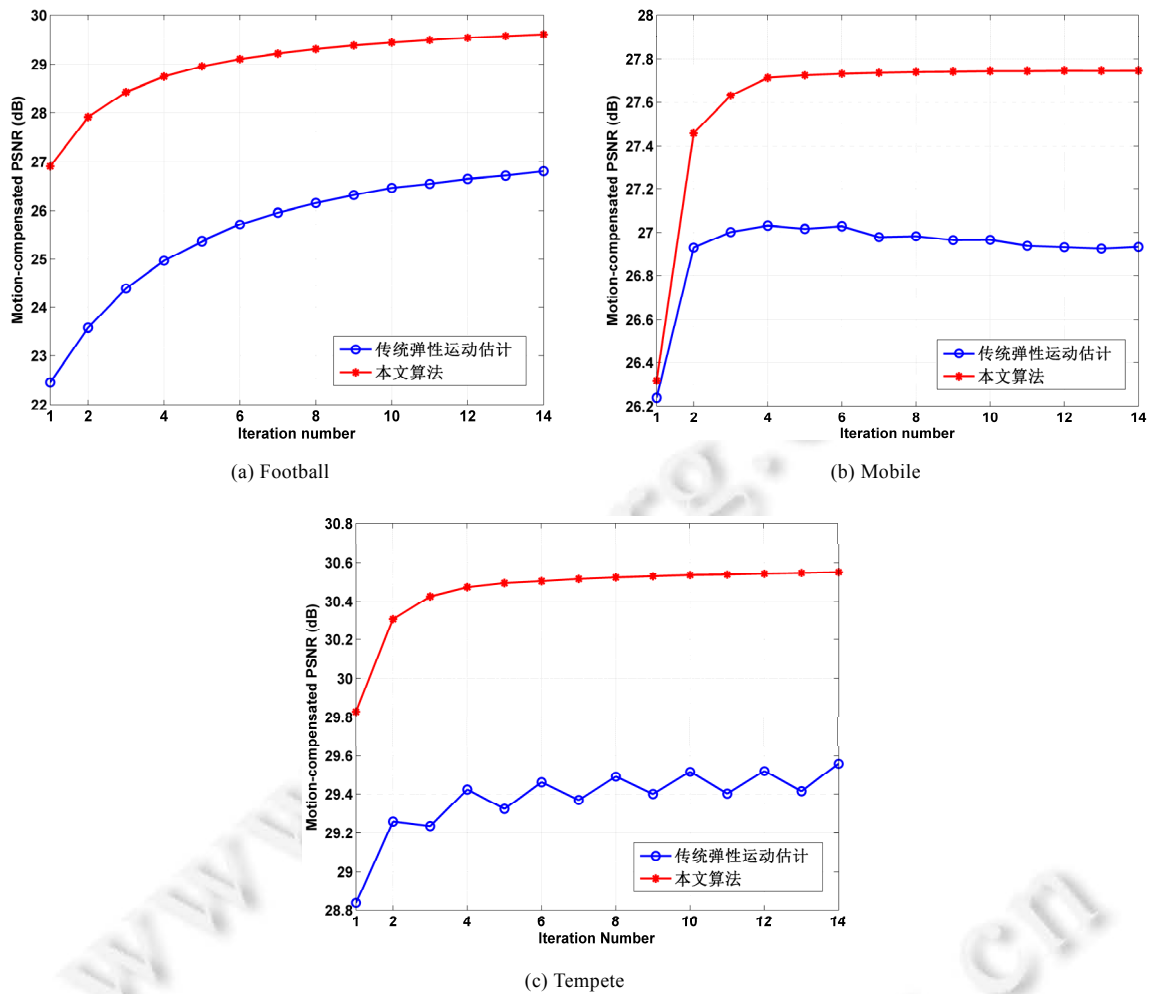 30
29
28
27
26
25
24
23
22
Motion-compensated PSNR (dB)
1 2 4 6 8 10 12 14
Iteration number
传统弹性运动估计
本文算法
(a) Football
28
27.8
27.6
27.4
27.2
27
26.8
26.6
26.4
26.2
Motion-compensated PSNR (dB)
1 2 4 6 8 10 12 14
Iteration number
传统弹性运动估计
本文算法
(b) Mobile
30.8
30.6
30.4
30.2
30
29.8
29.6
29.4
29.2
29
28.8
Motion-compensated PSNR (dB)
1 2 4 6 8 10 12 14
Iteration Number
传统弹性运动估计
本文算法
(c) Tempete
www
rg.
cn